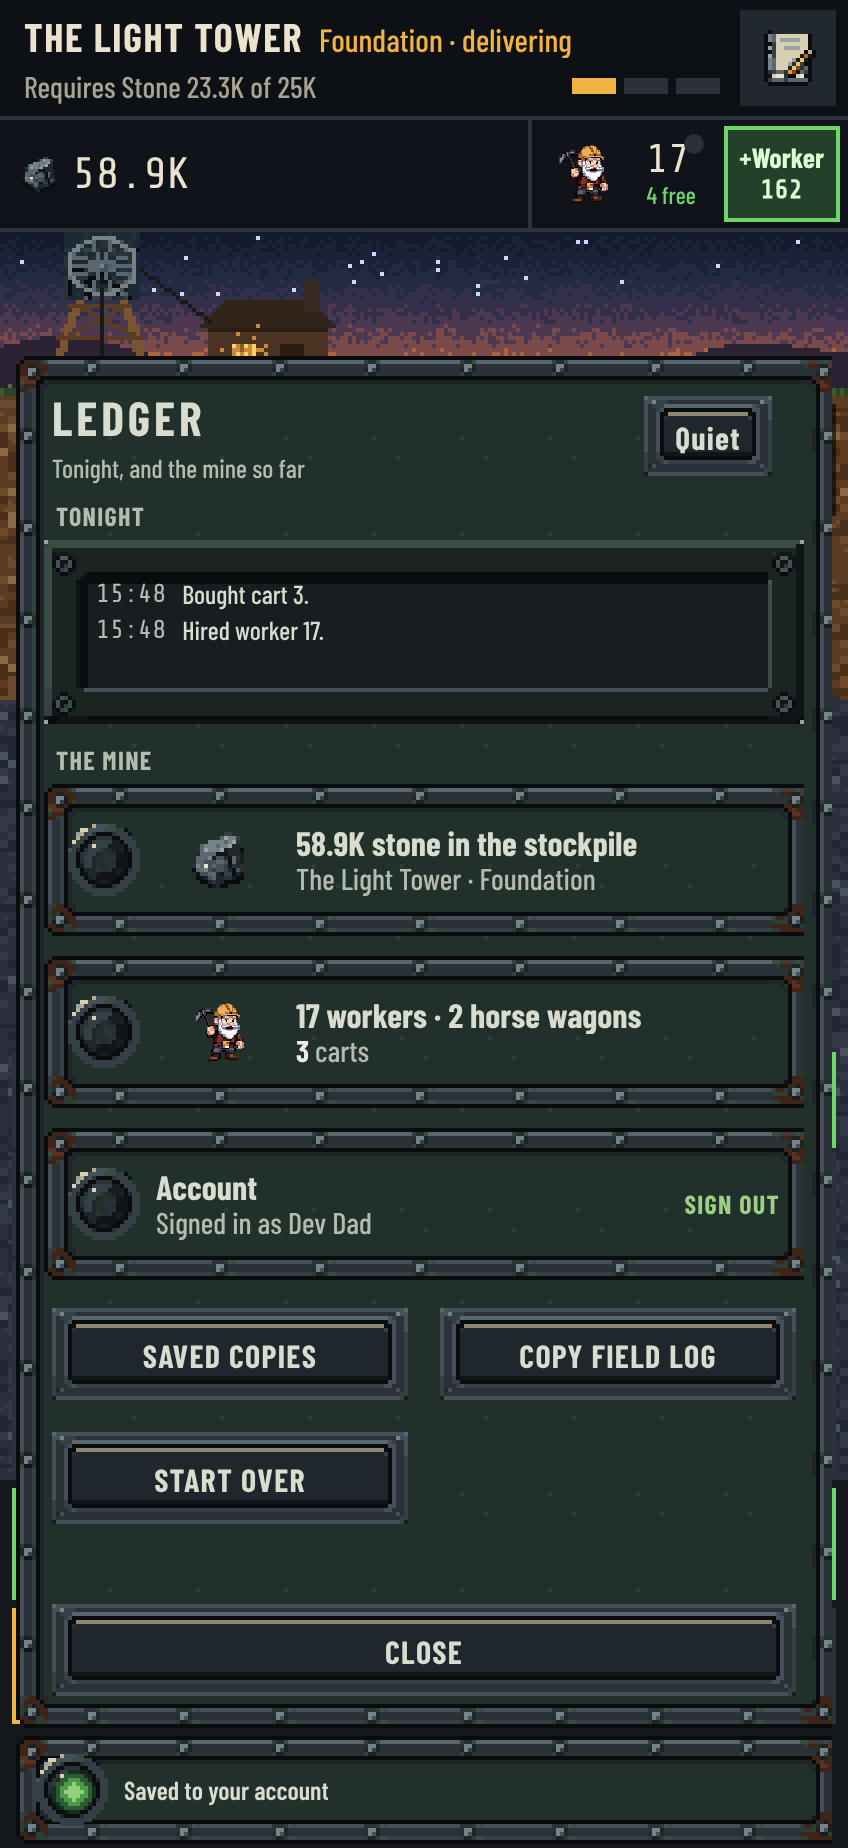 THE LIGHT TOWER Foundation · delivering
Requires Stone 23.3K of 25K
58.9K
17
4 free
+Worker
162
LEDGER
Quiet
Tonight, and the mine so far
TONIGHT
15:48 Bought cart 3.
15:48 Hired worker 17.
THE MINE
58.9K stone in the stockpile
The Light Tower · Foundation
17 workers · 2 horse wagons
3 carts
Account
Signed in as Dev Dad
SIGN OUT
SAVED COPIES
COPY FIELD LOG
START OVER
CLOSE
Saved to your account